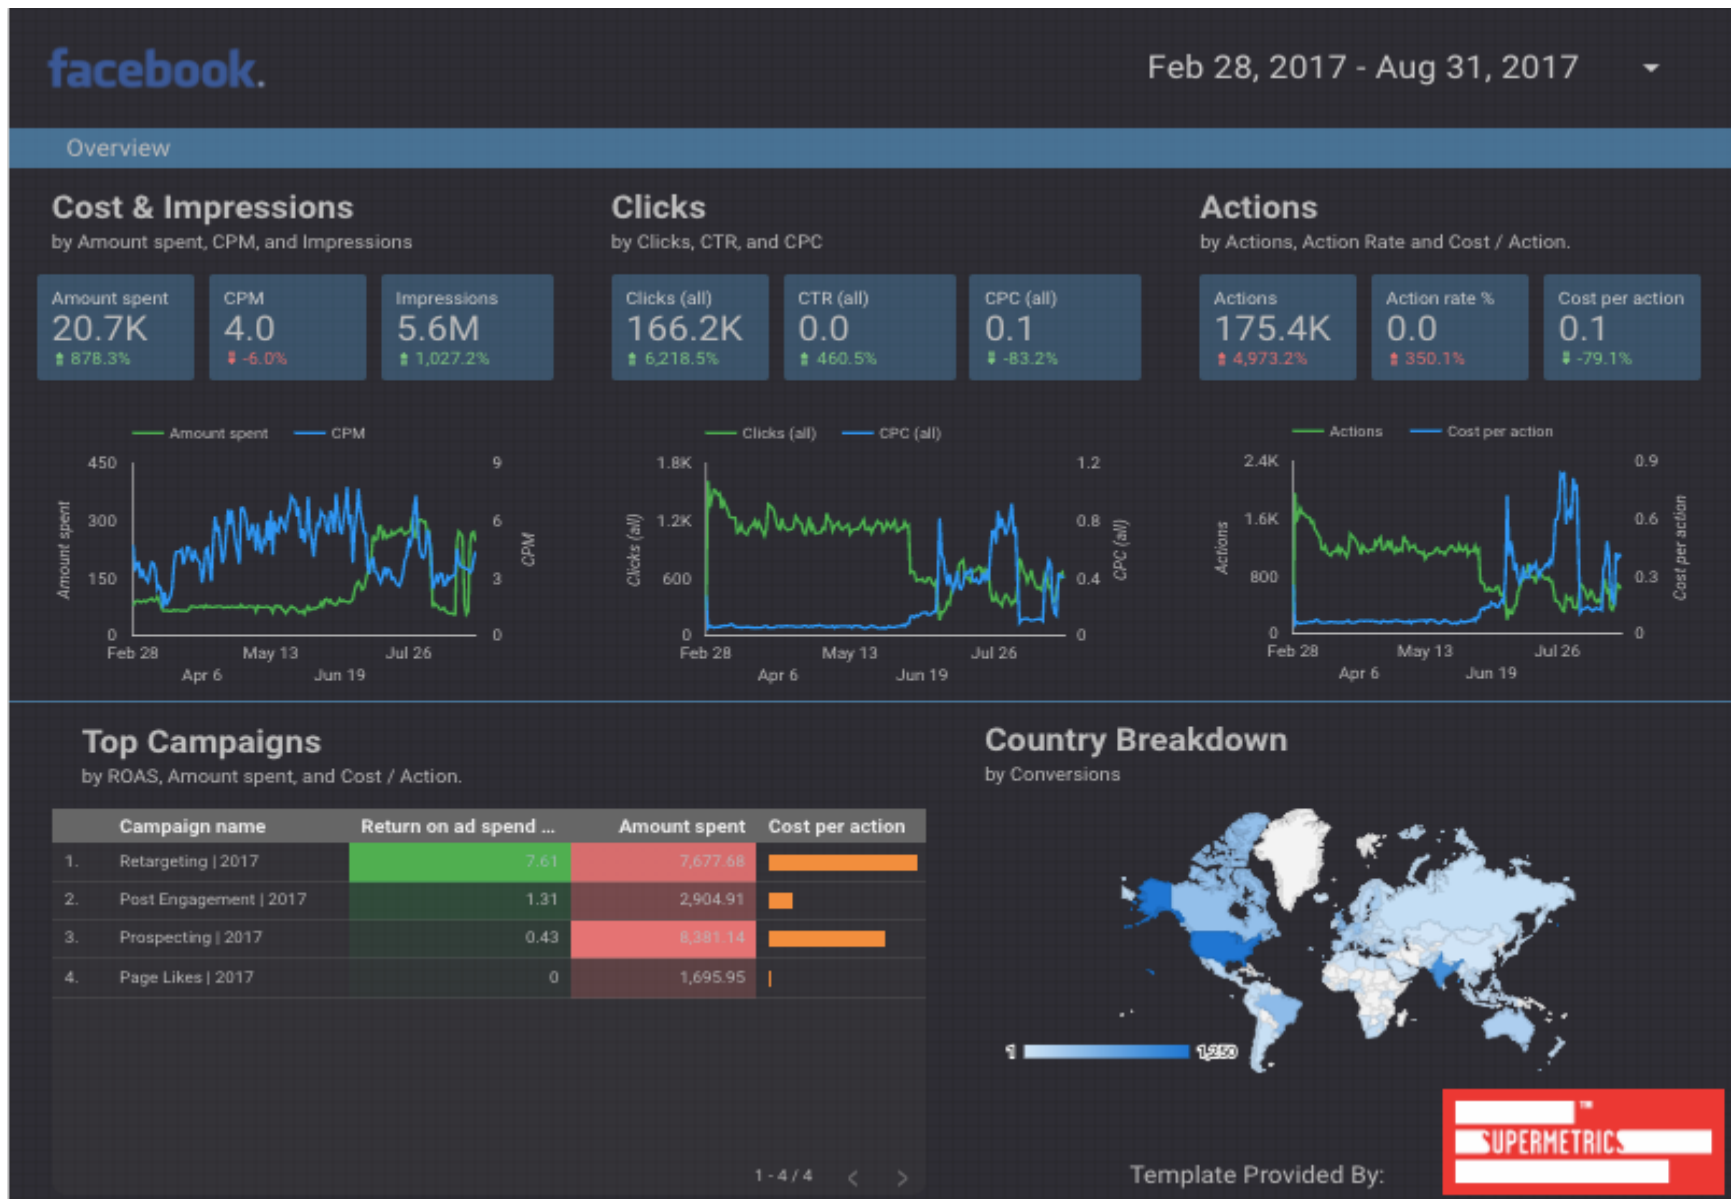 facebook.
Feb 28, 2017 - Aug 31, 2017
Overview
Cost & Impressions
by Amount spent, CPM, and Impressions
Amount spent
20.7K
878.3%
CPM
4.0
-6.0%
Impressions
5.6M
1,027.2%
Amount spent
CPM
450
300
150
0
Amount spent
9
6
3
0
CPM
Feb 28
Apr 6
May 13
Jun 19
Jul 26
Clicks
by Clicks, CTR, and CPC
Clicks (all)
166.2K
6,218.5%
CTR (all)
0.0
460.5%
CPC (all)
0.1
-83.2%
Clicks (all)
CPC (all)
1.8K
1.2K
600
0
Clicks (all)
1.2
0.8
0.4
0
CPC (all)
Feb 28
Apr 6
May 13
Jun 19
Jul 26
Actions
by Actions, Action Rate and Cost / Action.
Actions
175.4K
4,973.2%
Action rate %
0.0
350.1%
Cost per action
0.1
-79.1%
Actions
Cost per action
2.4K
1.6K
800
0
Actions
0.9
0.6
0.3
0
Cost per action
Feb 28
Apr 6
May 13
Jun 19
Jul 26
Top Campaigns
by ROAS, Amount spent, and Cost / Action.
Campaign name Return on ad spend ... Amount spent Cost per action
1. Retargeting | 2017 7.61 7,677.68
2. Post Engagement | 2017 1.31 2,904.91
3. Prospecting | 2017 0.43 8,381.14
4. Page Likes | 2017 0 1,695.95
1 - 4 / 4 < >
Country Breakdown
by Conversions
1 1,250
Template Provided By:
SUPERMETRICS™